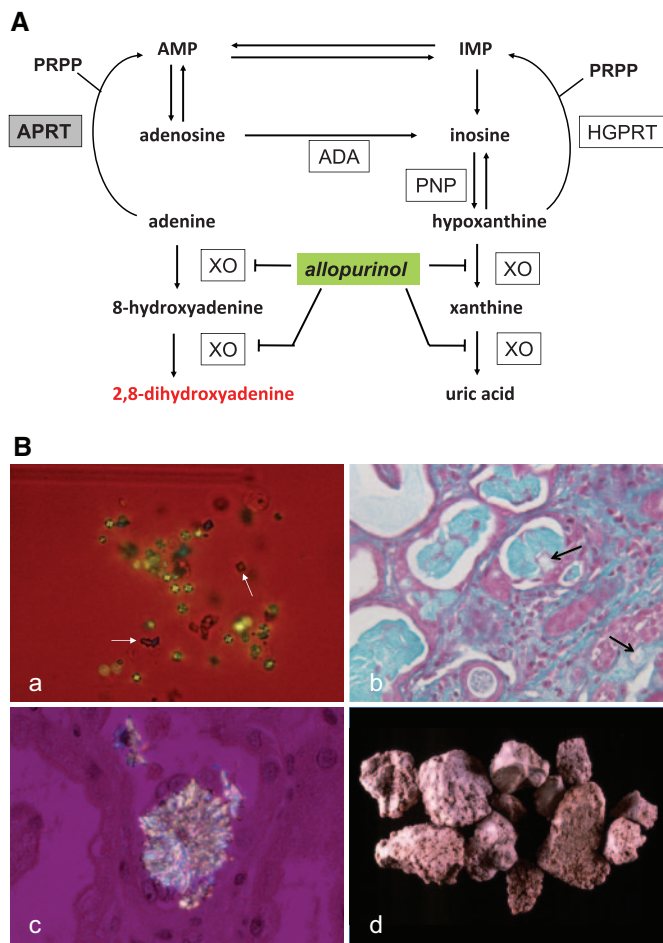 A
AMP IMP
PRPP PRPP
APRT adenosine inosine HGPRT
ADA
PNP
adenine hypoxanthine
XO allopurinol XO
8-hydroxyadenine xanthine
XO XO
2,8-dihydroxyadenine uric acid
B
a b
c d